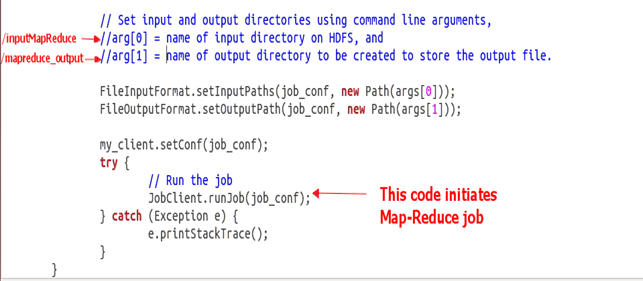 // Set input and output directories using command line arguments,
/inputMapReduce //arg[0] = name of input directory on HDFS, and
/mapreduce_output //arg[1] = name of output directory to be created to store the output file.
FileInputFormat.setInputPaths(job_conf, new Path(args[0]));
FileOutputFormat.setOutputPath(job_conf, new Path(args[1]));
my_client.setConf(job_conf);
try {
// Run the job
JobClient.runJob(job_conf);
} catch (Exception e) {
e.printStackTrace();
}
}
This code initiates
Map-Reduce job